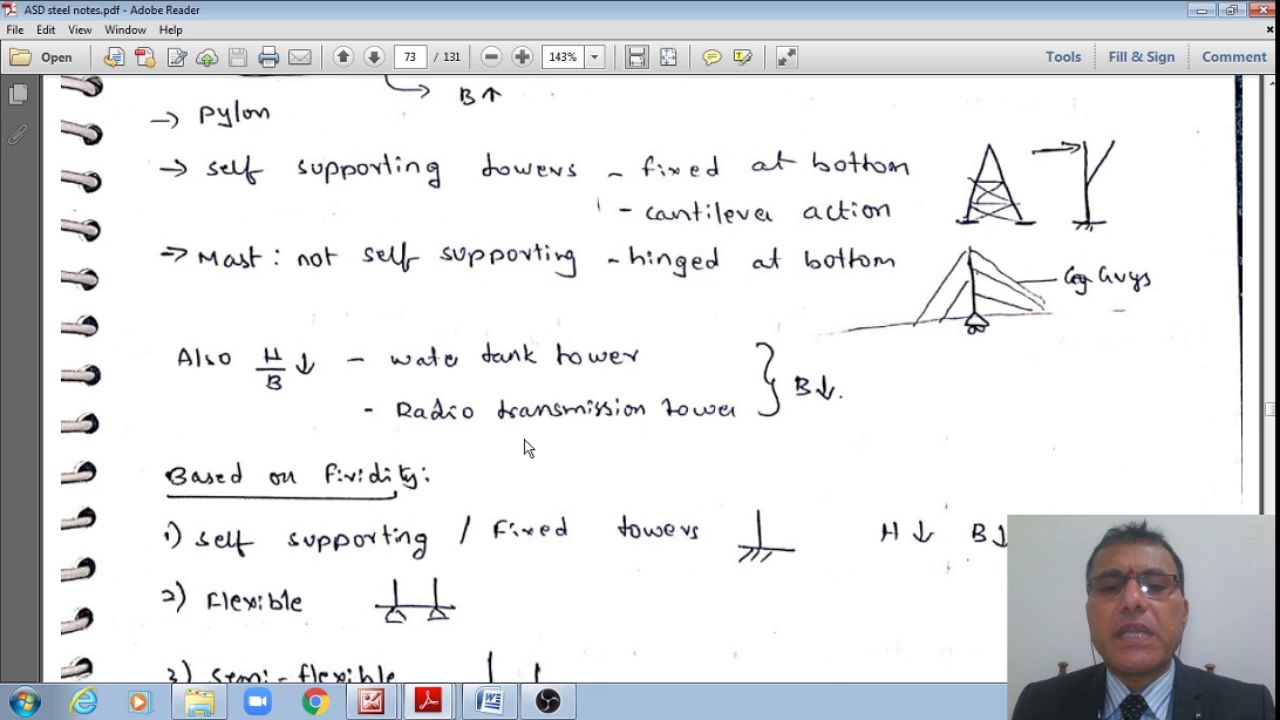 ASD steel notes.pdf - Adobe Reader
File Edit View Window Help
Open 73 / 131 143% Tools Fill & Sign Comment
B↑
→ Pylon
→ self supporting towers - fixed at bottom
- cantilever action
→ Mast : not self supporting - hinged at bottom
Guys
Also H/B ↓ - water tank tower
- Radio transmission tower
B↓.
Based on fixidity:
1) self supporting / fixed towers H↓ B↓
2) Flexible
3) semi-flexible